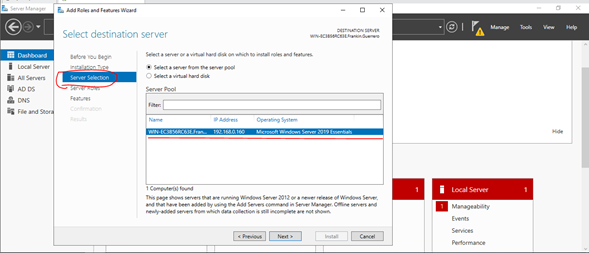 Server Manager
Add Roles and Features Wizard
Select destination server
DESTINATION SERVER
WIN-EC3B56RC63E.Franklin.Guerrero
Manage
Tools
View
Help
Dashboard
Local Server
All Servers
AD DS
DNS
File and Stora
Before You Begin
Installation Type
Server Selection
Server Roles
Features
Confirmation
Results
Select a server or a virtual hard disk on which to install roles and features.
Select a server from the server pool
Select a virtual hard disk
Server Pool
Filter:
Name IP Address Operating System
WIN-EC3B56RC63E.Fran... 192.168.0.160 Microsoft Windows Server 2019 Essentials
1 Computer(s) found
This page shows servers that are running Windows Server 2012 or a newer release of Windows Server,
and that have been added by using the Add Servers command in Server Manager. Offline servers and
newly-added servers from which data collection is still incomplete are not shown.
< Previous
Next >
Install
Cancel
Hide
1
Local Server 1
1 Manageability
Events
Services
Performance